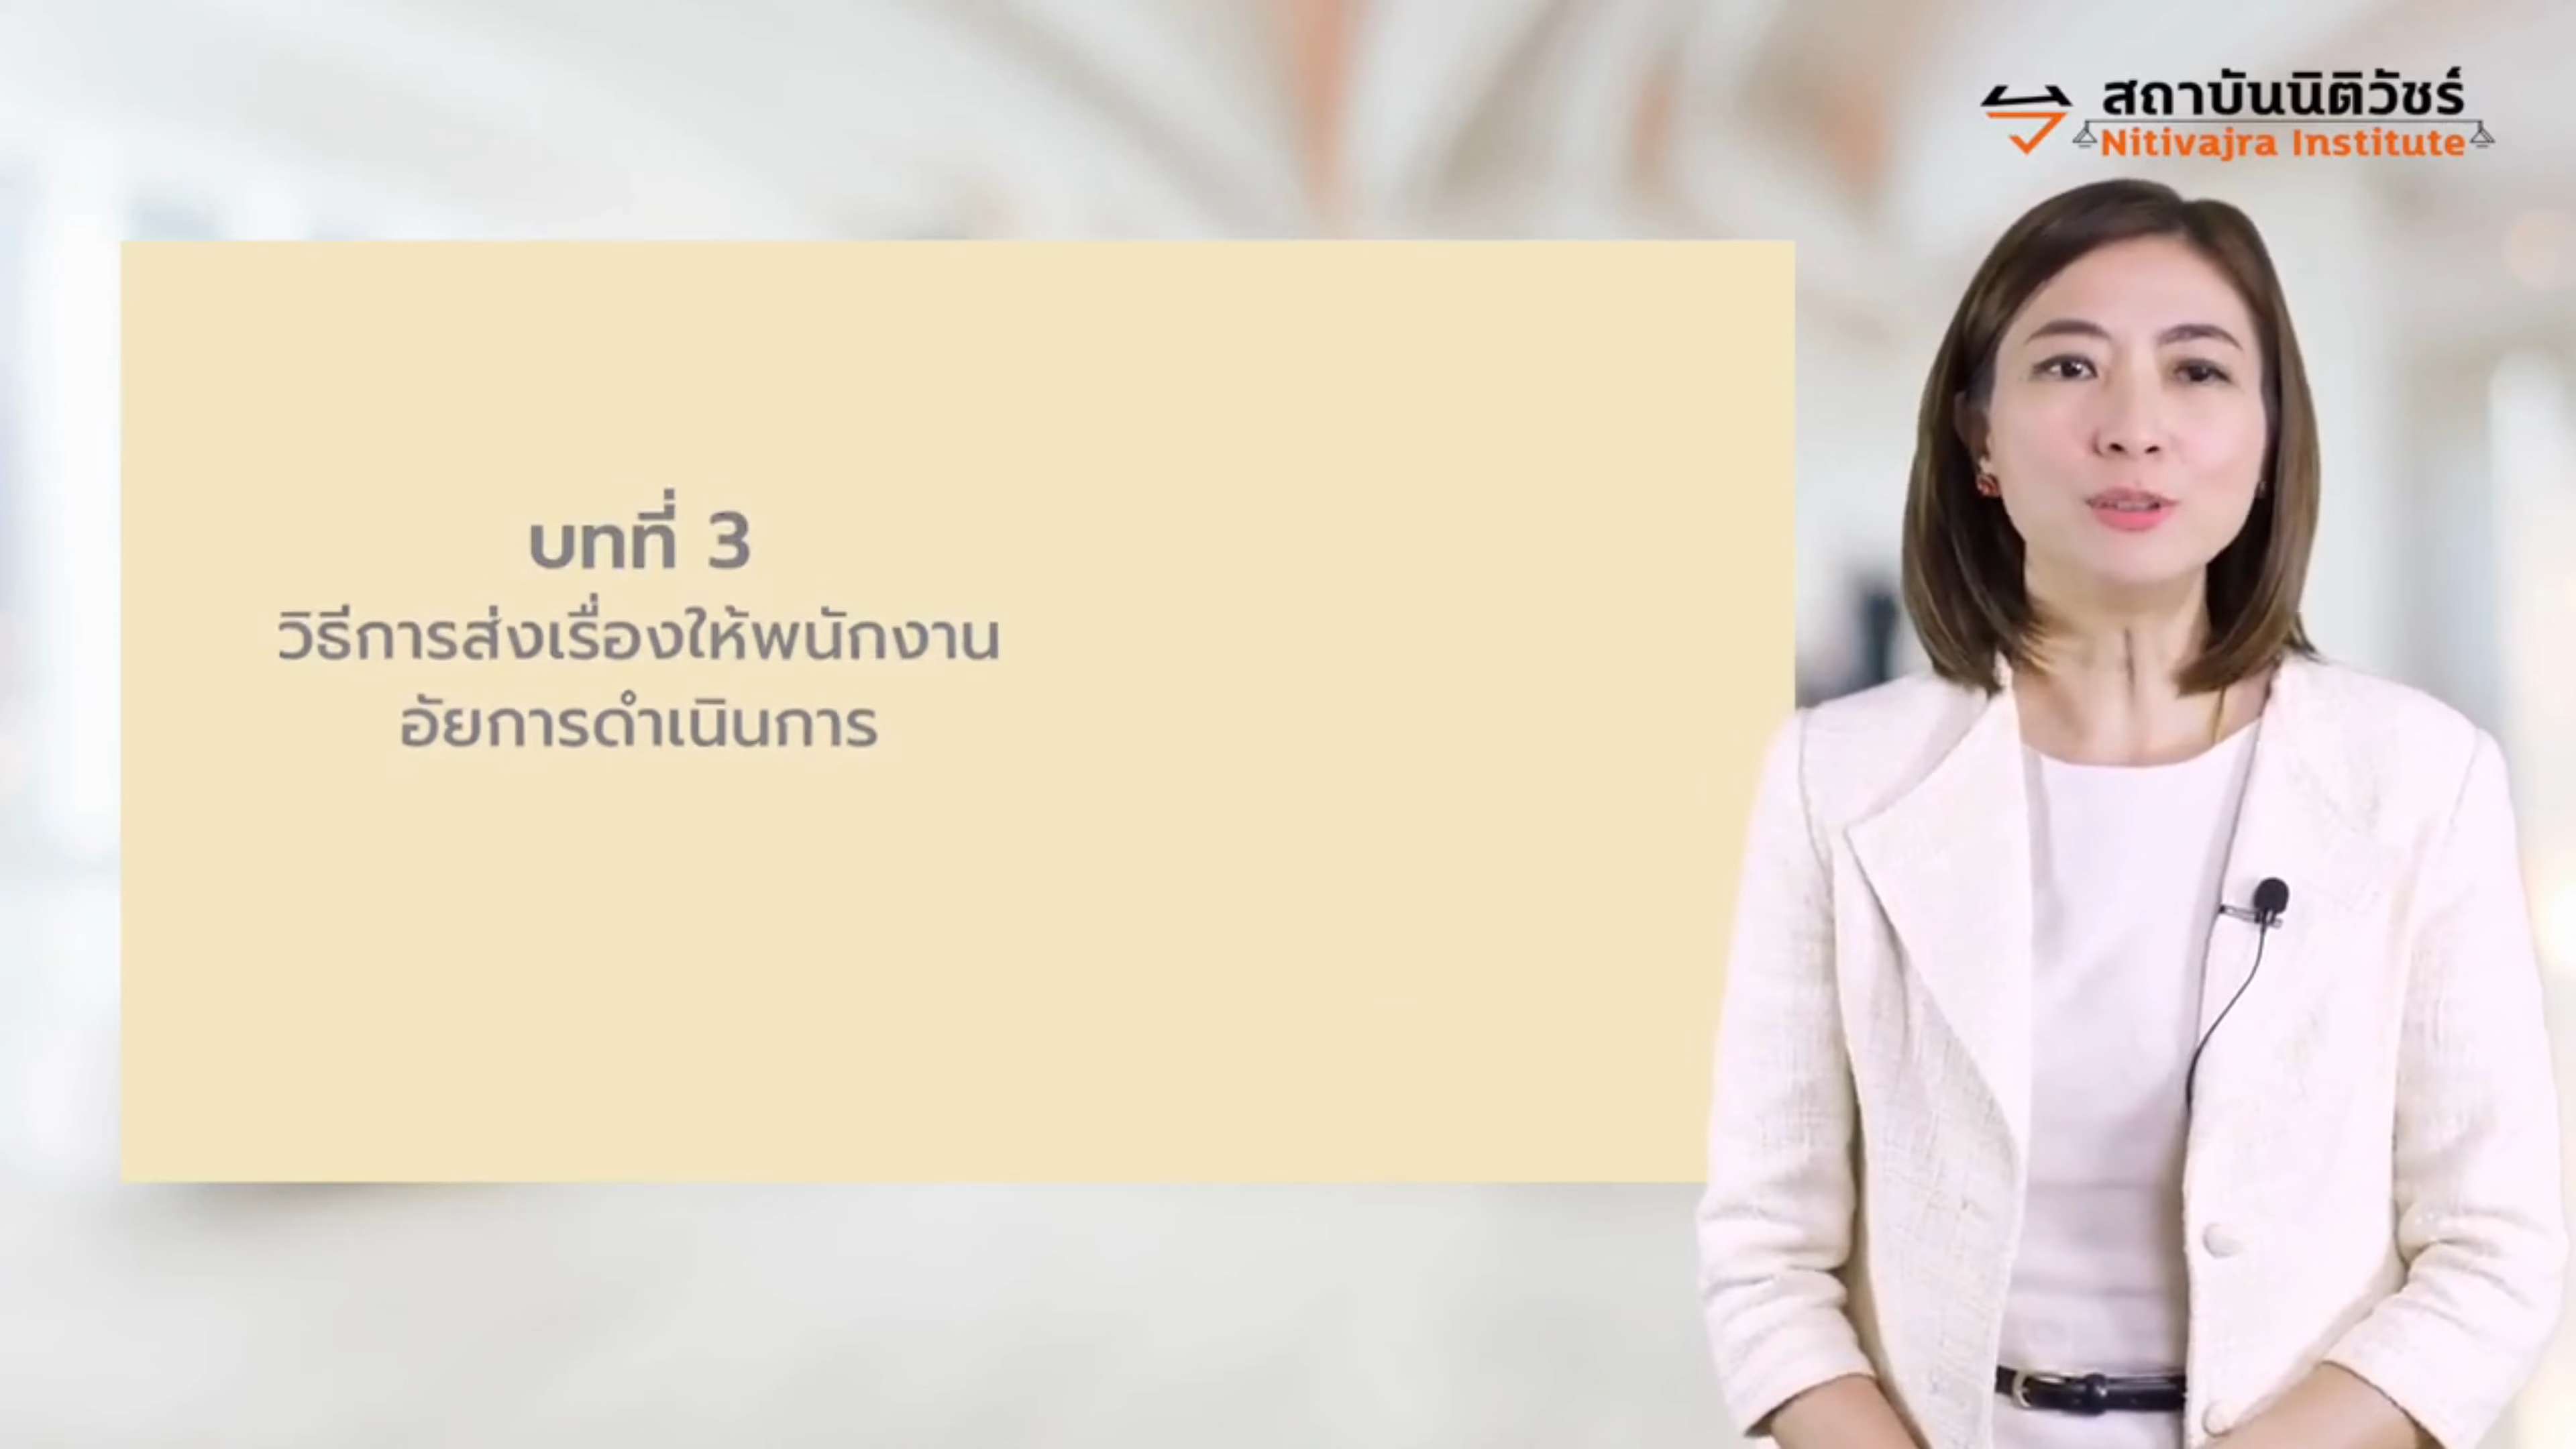 สถาบันนิติวัชร์
Nitivajra Institute
บทที่ 3
วิธีการส่งเรื่องให้พนักงาน
อัยการดำเนินการ